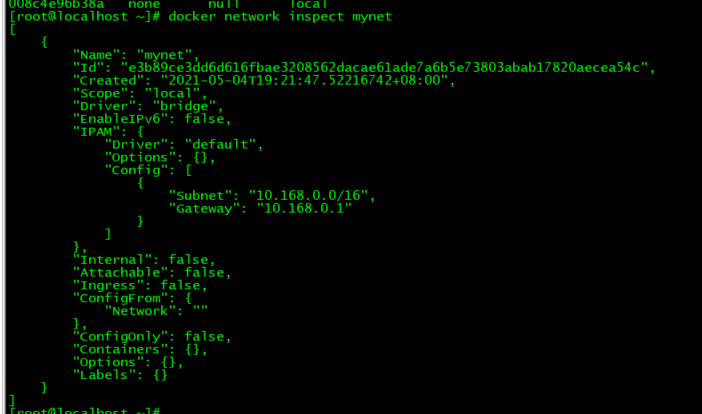 008c4e96b38a   none      null      local
[root@localhost ~]# docker network inspect mynet
[
    {
        "Name": "mynet",
        "Id": "e3b89ce3dd6d616fbae3208562dacae61ade7a6b5e73803abab17820aecea54c",
        "Created": "2021-05-04T19:21:47.52216742+08:00",
        "Scope": "local",
        "Driver": "bridge",
        "EnableIPv6": false,
        "IPAM": {
            "Driver": "default",
            "Options": {},
            "Config": [
                {
                    "Subnet": "10.168.0.0/16",
                    "Gateway": "10.168.0.1"
                }
            ]
        },
        "Internal": false,
        "Attachable": false,
        "Ingress": false,
        "ConfigFrom": {
            "Network": ""
        },
        "ConfigOnly": false,
        "Containers": {},
        "Options": {},
        "Labels": {}
    }
]
[root@localhost ~]#